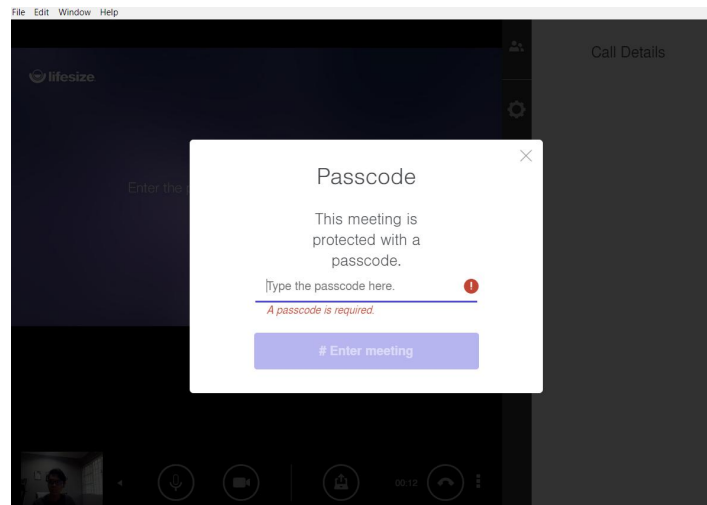 File Edit Window Help
Call Details
lifesize
Enter the
Passcode
This meeting is
protected with a
passcode.
Type the passcode here.
A passcode is required.
# Enter meeting
00:12